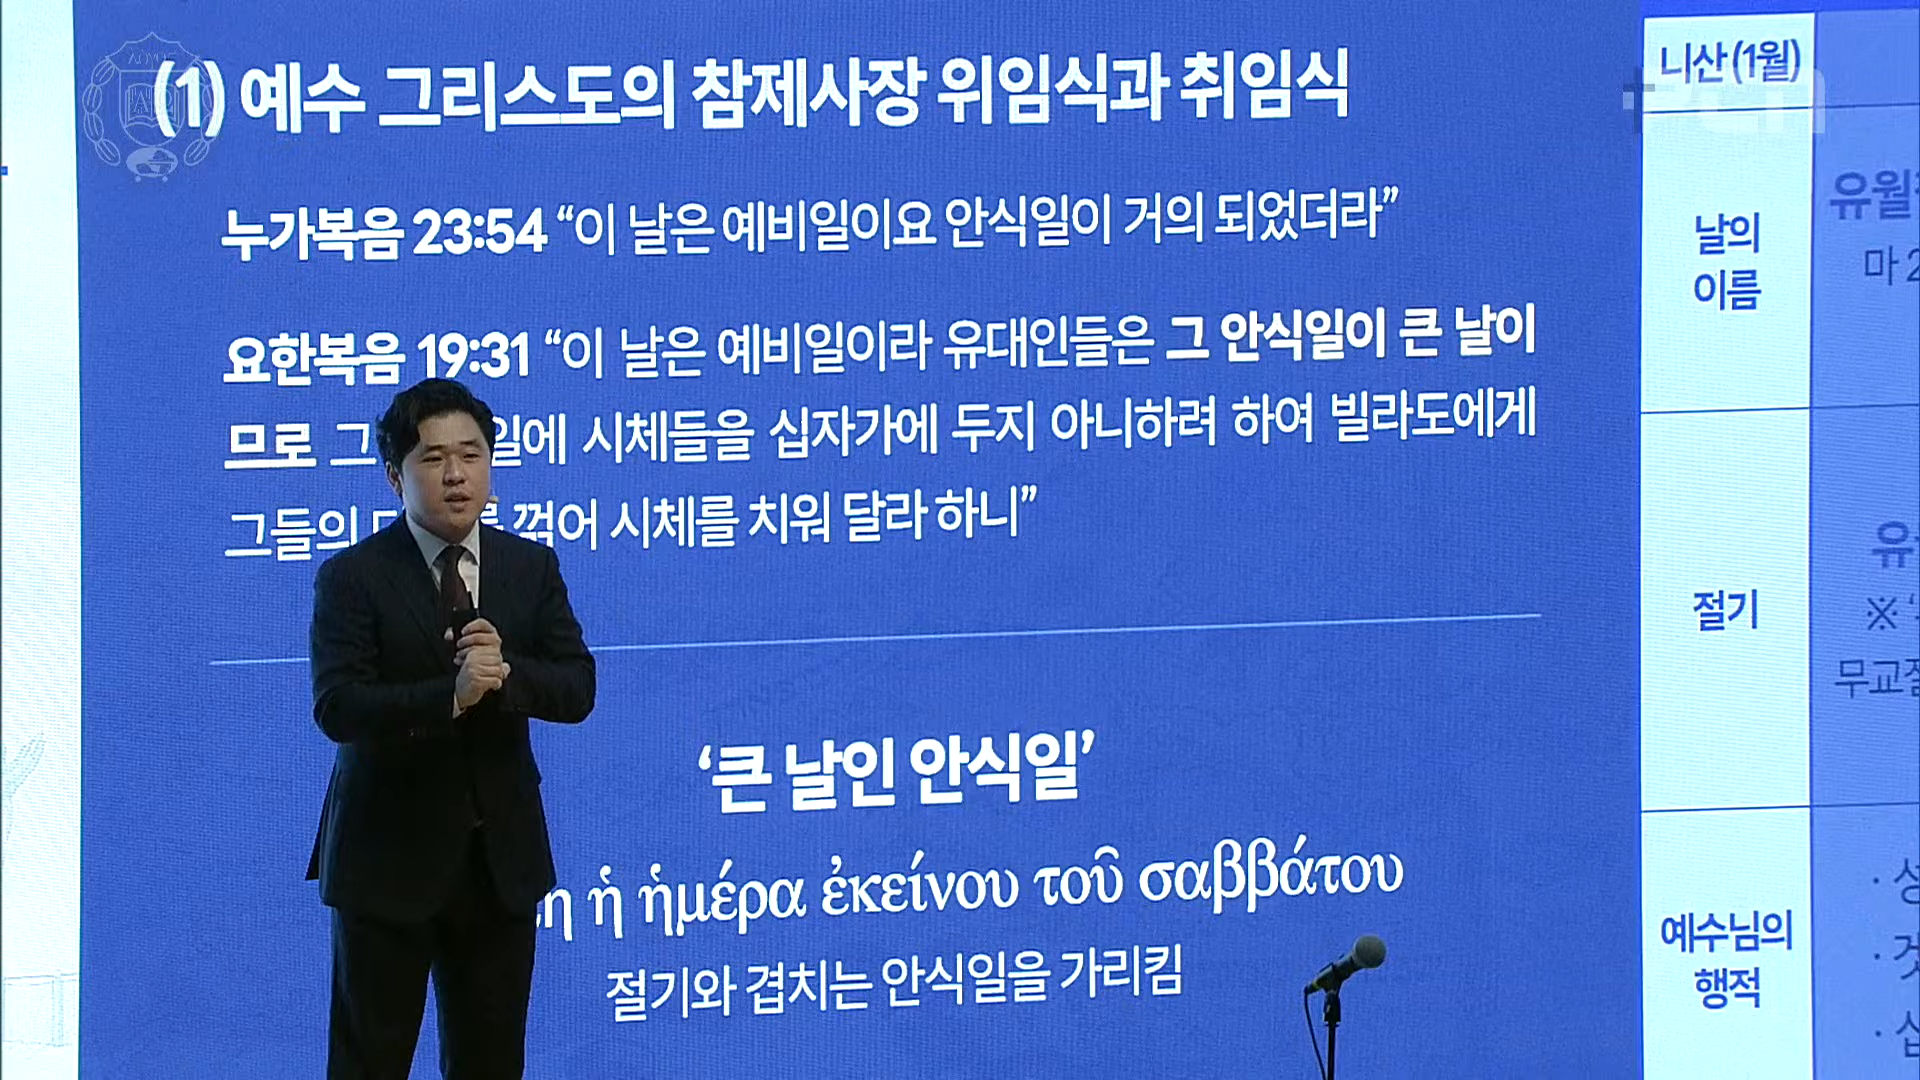 (1) 예수 그리스도의 참제사장 위임식과 취임식
누가복음 23:54 “이 날은 예비일이요 안식일이 거의 되었더라”
요한복음 19:31 “이 날은 예비일이라 유대인들은 그 안식일이 큰 날이
므로 그 일에 시체들을 십자가에 두지 아니하려 하여 빌라도에게
그들의 꺾어 시체를 치워 달라 하니”
‘큰 날인 안식일’
ἡ ἡμέρα ἐκείνου τοῦ σαββάτου
절기와 겹치는 안식일을 가리킴
니산 (1월)
날의
이름
유월
마 2
절기
유
※
무교절
예수님의
행적